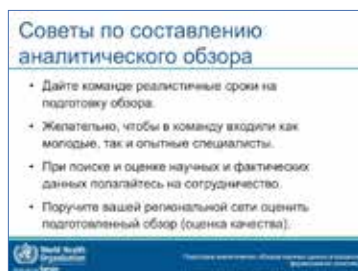 Советы по составлению
аналитического обзора
• Дайте команде реалистичные сроки на
подготовку обзора.
• Желательно, чтобы в команду входили как
молодые, так и опытные специалисты.
• При поиске и оценке научных и фактических
данных полагайтесь на сотрудничество.
• Поручите вашей региональной сети оценить
подготовленный обзор (оценка качества).
World Health
Organization